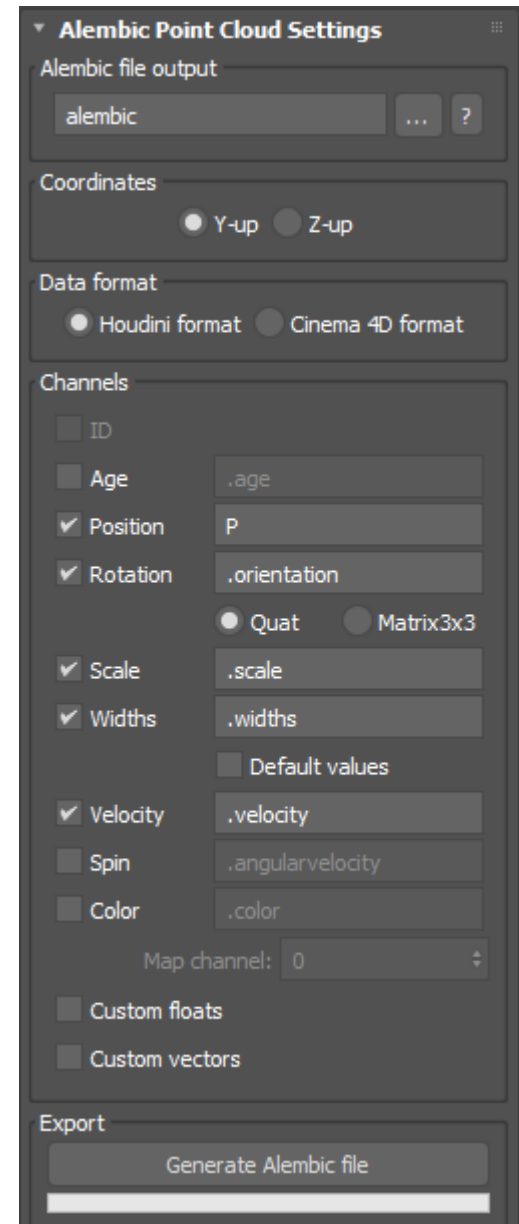 Alembic Point Cloud Settings
Alembic file output
alembic ... ?
Coordinates
Y-up Z-up
Data format
Houdini format Cinema 4D format
Channels
ID
Age .age
Position P
Rotation .orientation
Quat Matrix3x3
Scale .scale
Widths .widths
Default values
Velocity .velocity
Spin .angularvelocity
Color .color
Map channel: 0
Custom floats
Custom vectors
Export
Generate Alembic file